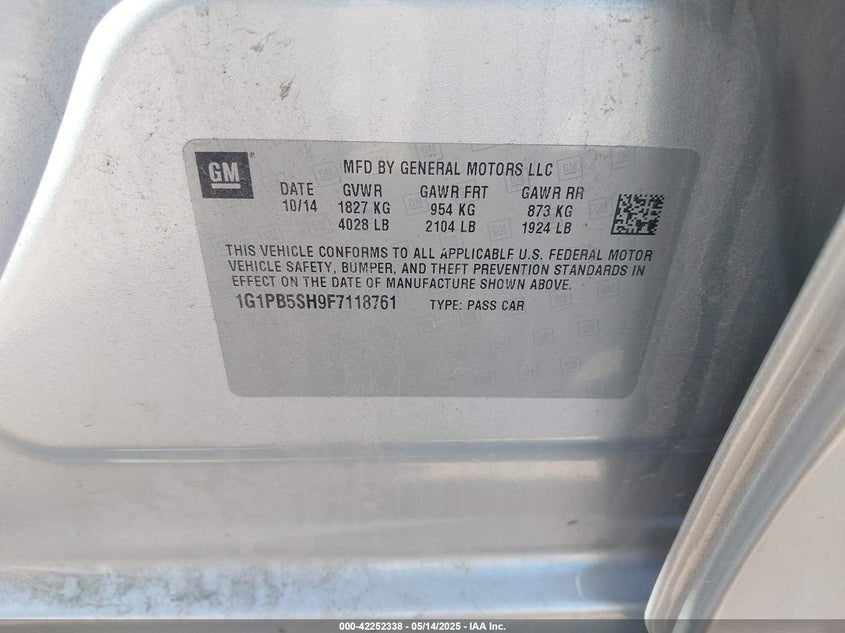 GM
MFD BY GENERAL MOTORS LLC
DATE GVWR GAWR FRT GAWR RR
10/14 1827 KG 954 KG 873 KG
4028 LB 2104 LB 1924 LB
THIS VEHICLE CONFORMS TO ALL APPLICABLE U.S. FEDERAL MOTOR
VEHICLE SAFETY, BUMPER, AND THEFT PREVENTION STANDARDS IN
EFFECT ON THE DATE OF MANUFACTURE SHOWN ABOVE.
1G1PB5SH9F7118761 TYPE: PASS CAR
000-42252338 - 05/14/2025 - IAA Inc.